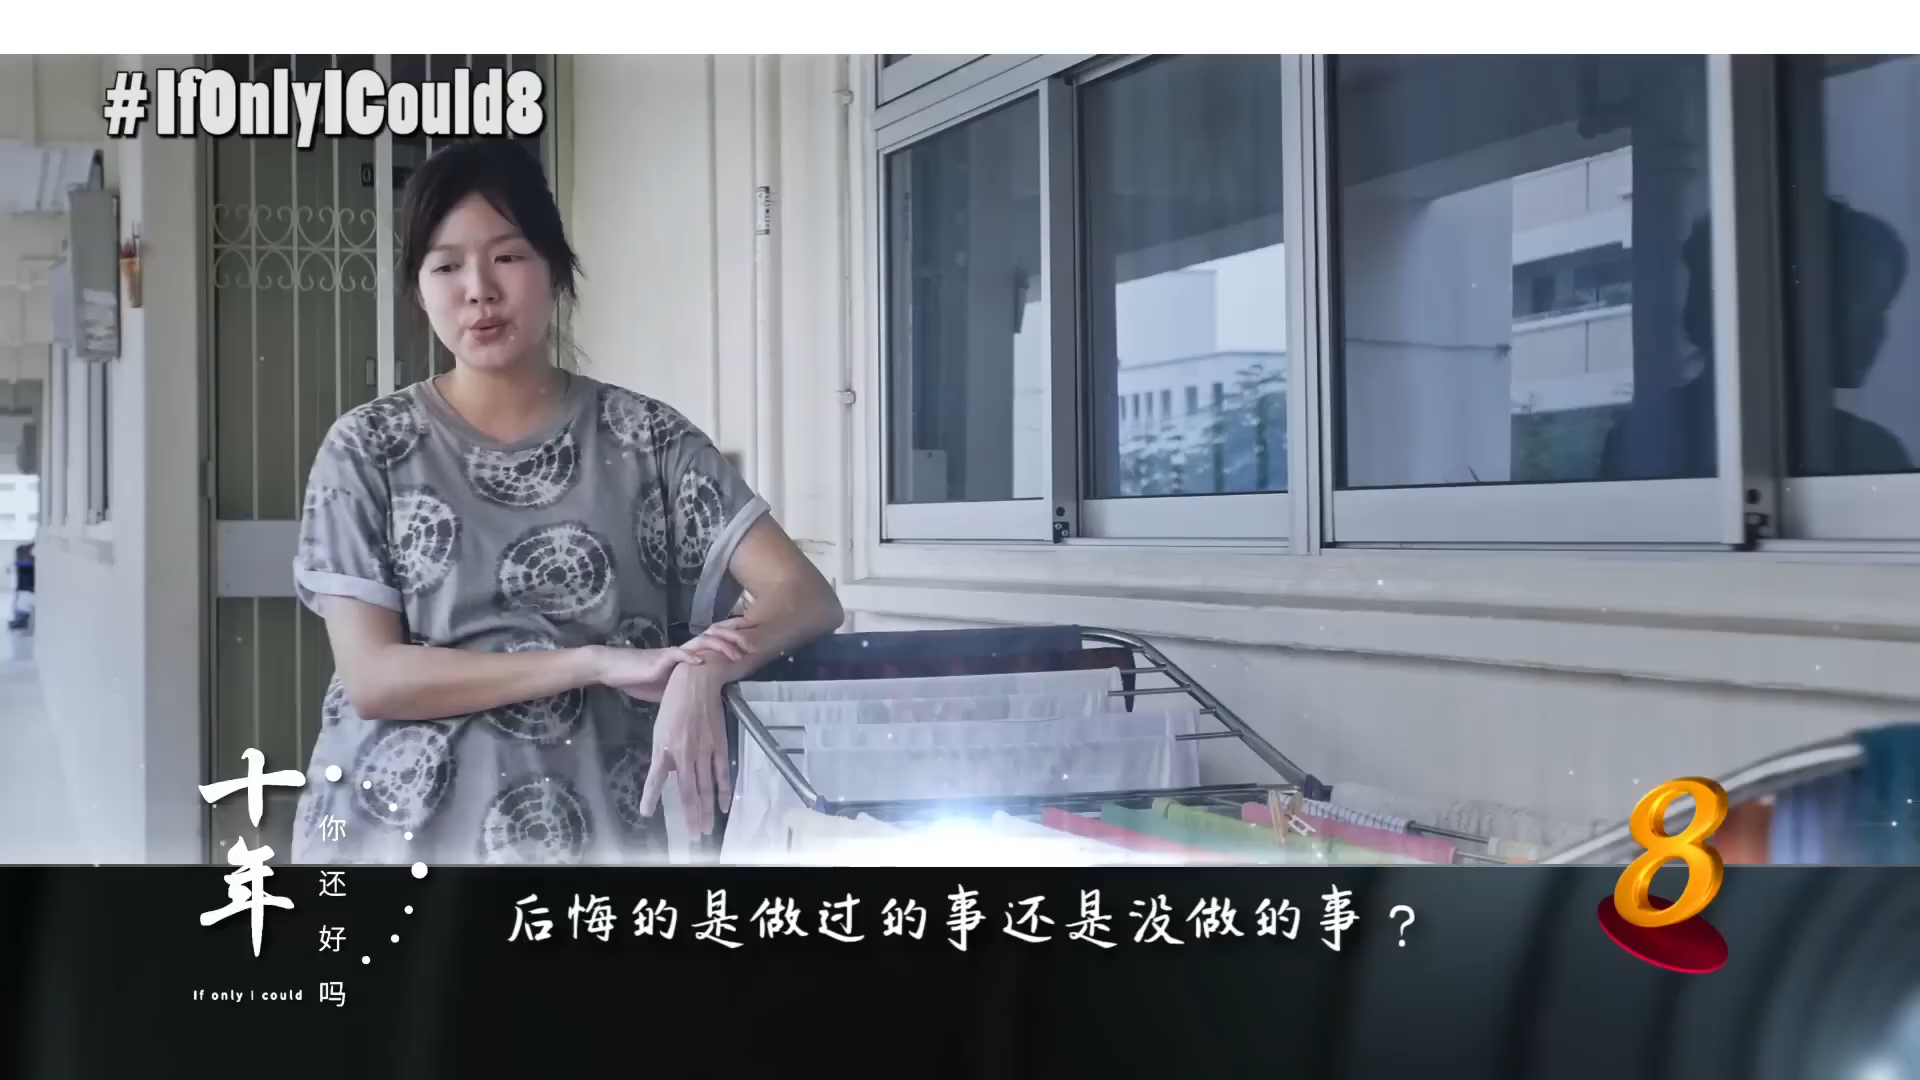 #IfOnlyICould8
十年
你还好吗
If only I could
后悔的是做过的事还是没做的事？
8